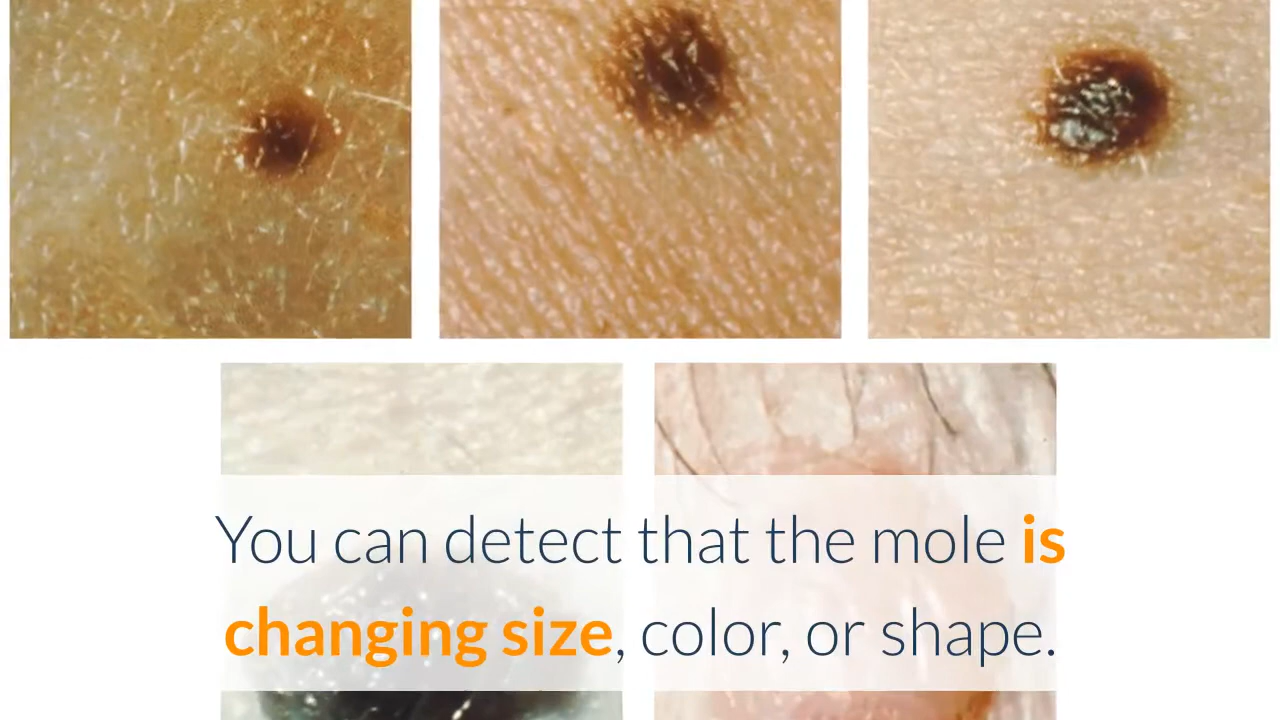 You can detect that the mole is
changing size, color, or shape.